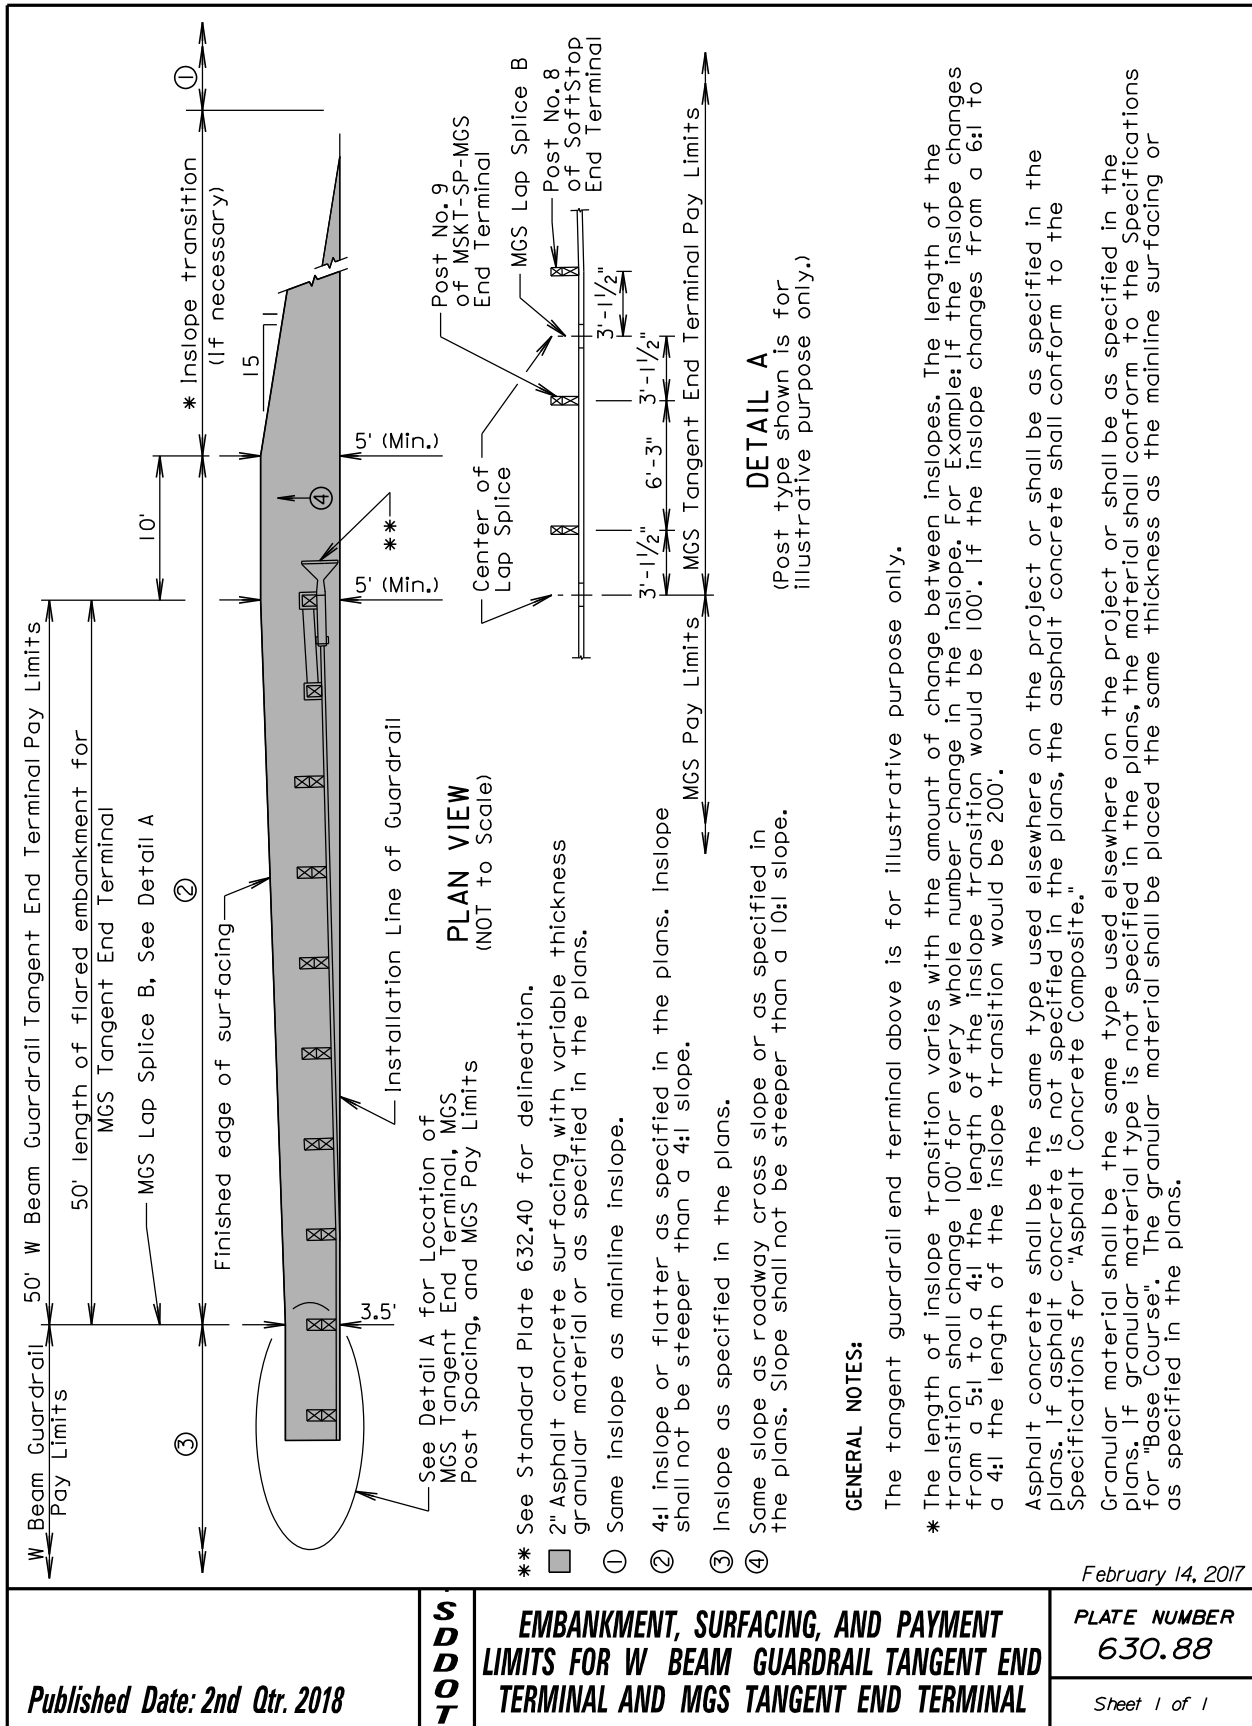 50' W Beam Guardrail Tangent End Terminal Pay Limits
W Beam Guardrail
Pay Limits
50' length of flared embankment for
MGS Tangent End Terminal
MGS Lap Splice B, See Detail A
10'
* Inslope transition
(If necessary)
1
2
3
Finished edge of surfacing
15
1
3.5'
5' (Min.)
5' (Min.)
4
**
Installation Line of Guardrail
See Detail A for Location of
MGS Tangent End Terminal, MGS
Post Spacing, and MGS Pay Limits
PLAN VIEW
(NOT to Scale)
Post No. 9
of MSKT-SP-MGS
End Terminal
MGS Lap Splice B
Post No. 8
of SoftStop
End Terminal
Center of
Lap Splice
3'-1½"
6'-3"
3'-1½"
3'-1½"
MGS Pay Limits
MGS Tangent End Terminal Pay Limits
DETAIL A
(Post type shown is for
illustrative purpose only.)
** See Standard Plate 632.40 for delineation.
2" Asphalt concrete surfacing with variable thickness
granular material or as specified in the plans.
1 Same inslope as mainline inslope.
2 4:1 inslope or flatter as specified in the plans. Inslope
shall not be steeper than a 4:1 slope.
3 Inslope as specified in the plans.
4 Same slope as roadway cross slope or as specified in
the plans. Slope shall not be steeper than a 10:1 slope.
GENERAL NOTES:
The tangent guardrail end terminal above is for illustrative purpose only.
* The length of inslope transition varies with the amount of change between inslopes. The length of the
transition shall change 100' for every whole number change in the inslope. For Example: If the inslope changes
from a 5:1 to a 4:1 the length of the inslope transition would be 100'. If the inslope changes from a 6:1 to
a 4:1 the length of the inslope transition would be 200'.
Asphalt concrete shall be the same type used elsewhere on the project or shall be as specified in the
plans. If asphalt concrete is not specified in the plans, the asphalt concrete shall conform to the
Specifications for "Asphalt Concrete Composite."
Granular material shall be the same type used elsewhere on the project or shall be as specified in the
plans. If granular material type is not specified in the plans, the material shall conform to the Specifications
for "Base Course". The granular material shall be placed the same thickness as the mainline surfacing or
as specified in the plans.
February 14, 2017
Published Date: 2nd Qtr. 2018
SDDOT
EMBANKMENT, SURFACING, AND PAYMENT
LIMITS FOR W BEAM GUARDRAIL TANGENT END
TERMINAL AND MGS TANGENT END TERMINAL
PLATE NUMBER
630.88
Sheet 1 of 1